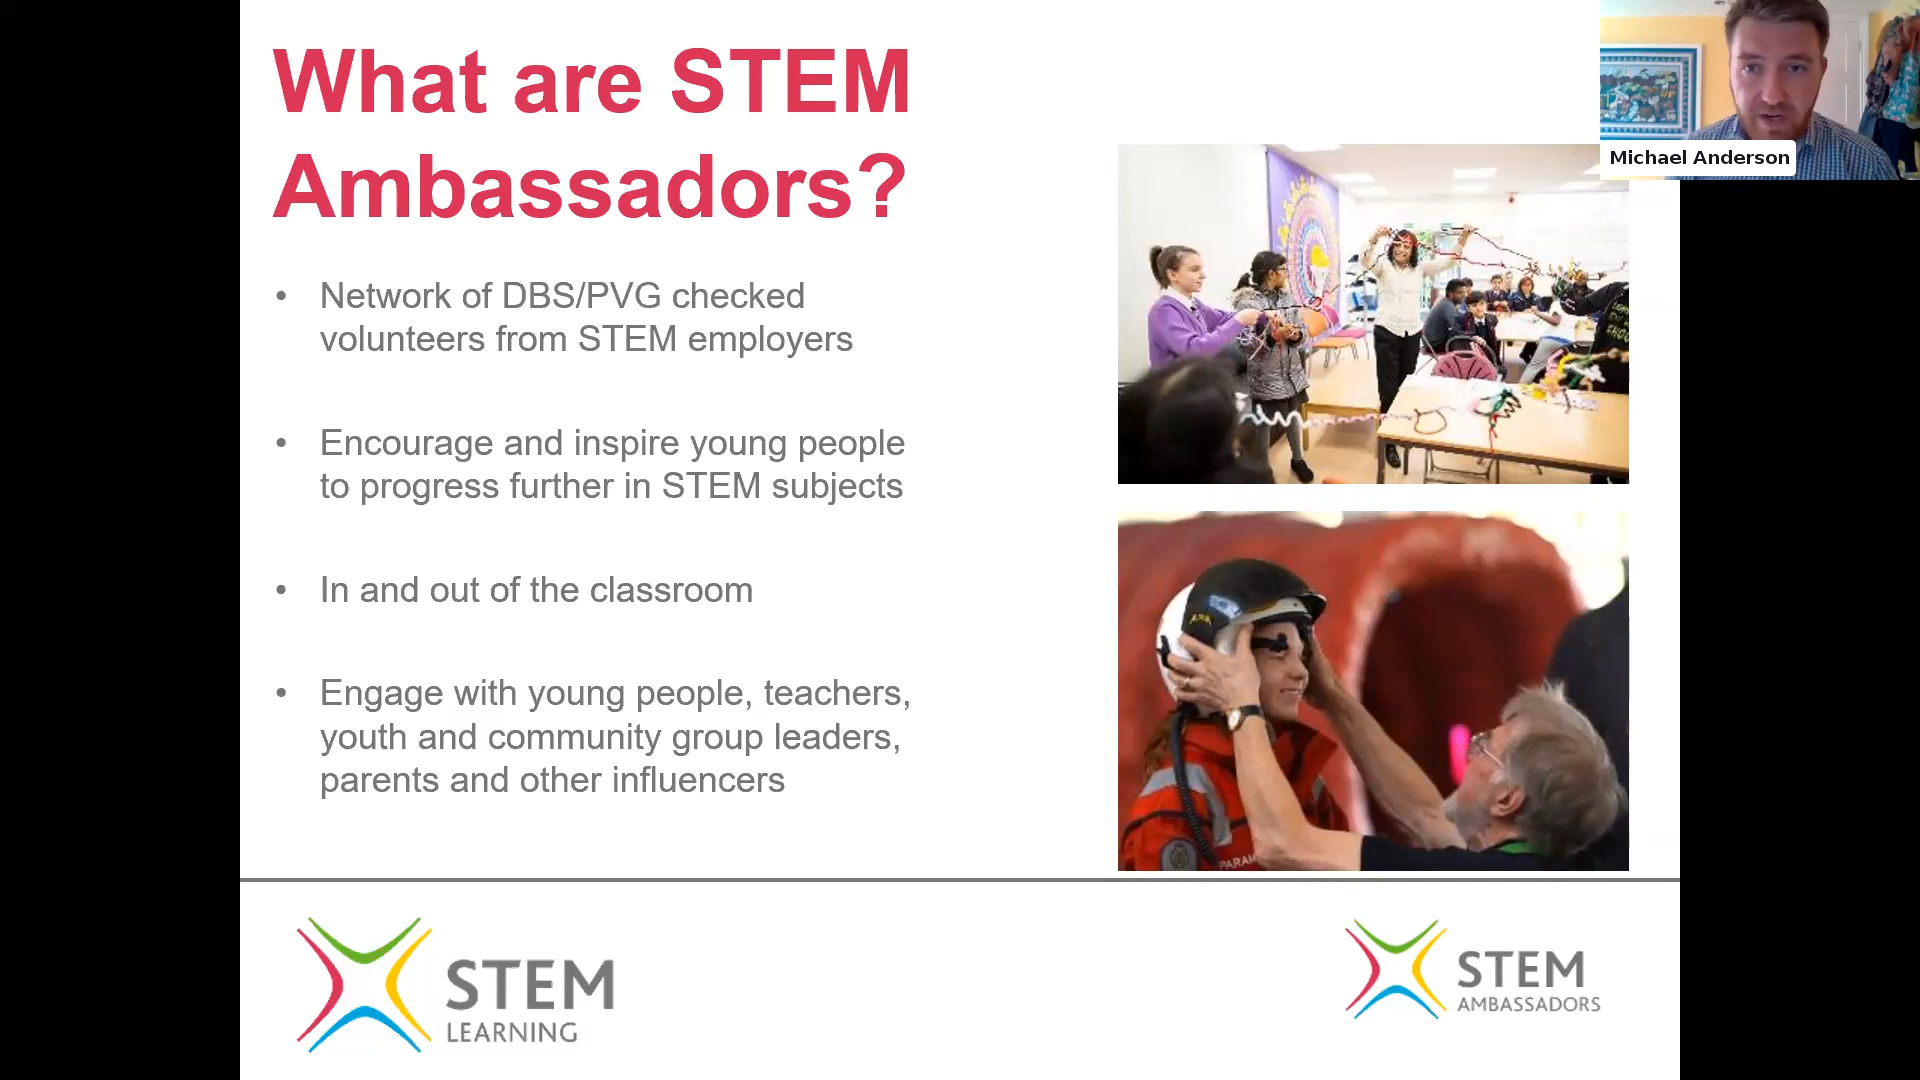 What are STEM
Ambassadors?
Michael Anderson
• Network of DBS/PVG checked
volunteers from STEM employers
• Encourage and inspire young people
to progress further in STEM subjects
• In and out of the classroom
• Engage with young people, teachers,
youth and community group leaders,
parents and other influencers
PARAM
STEM
LEARNING
STEM
AMBASSADORS